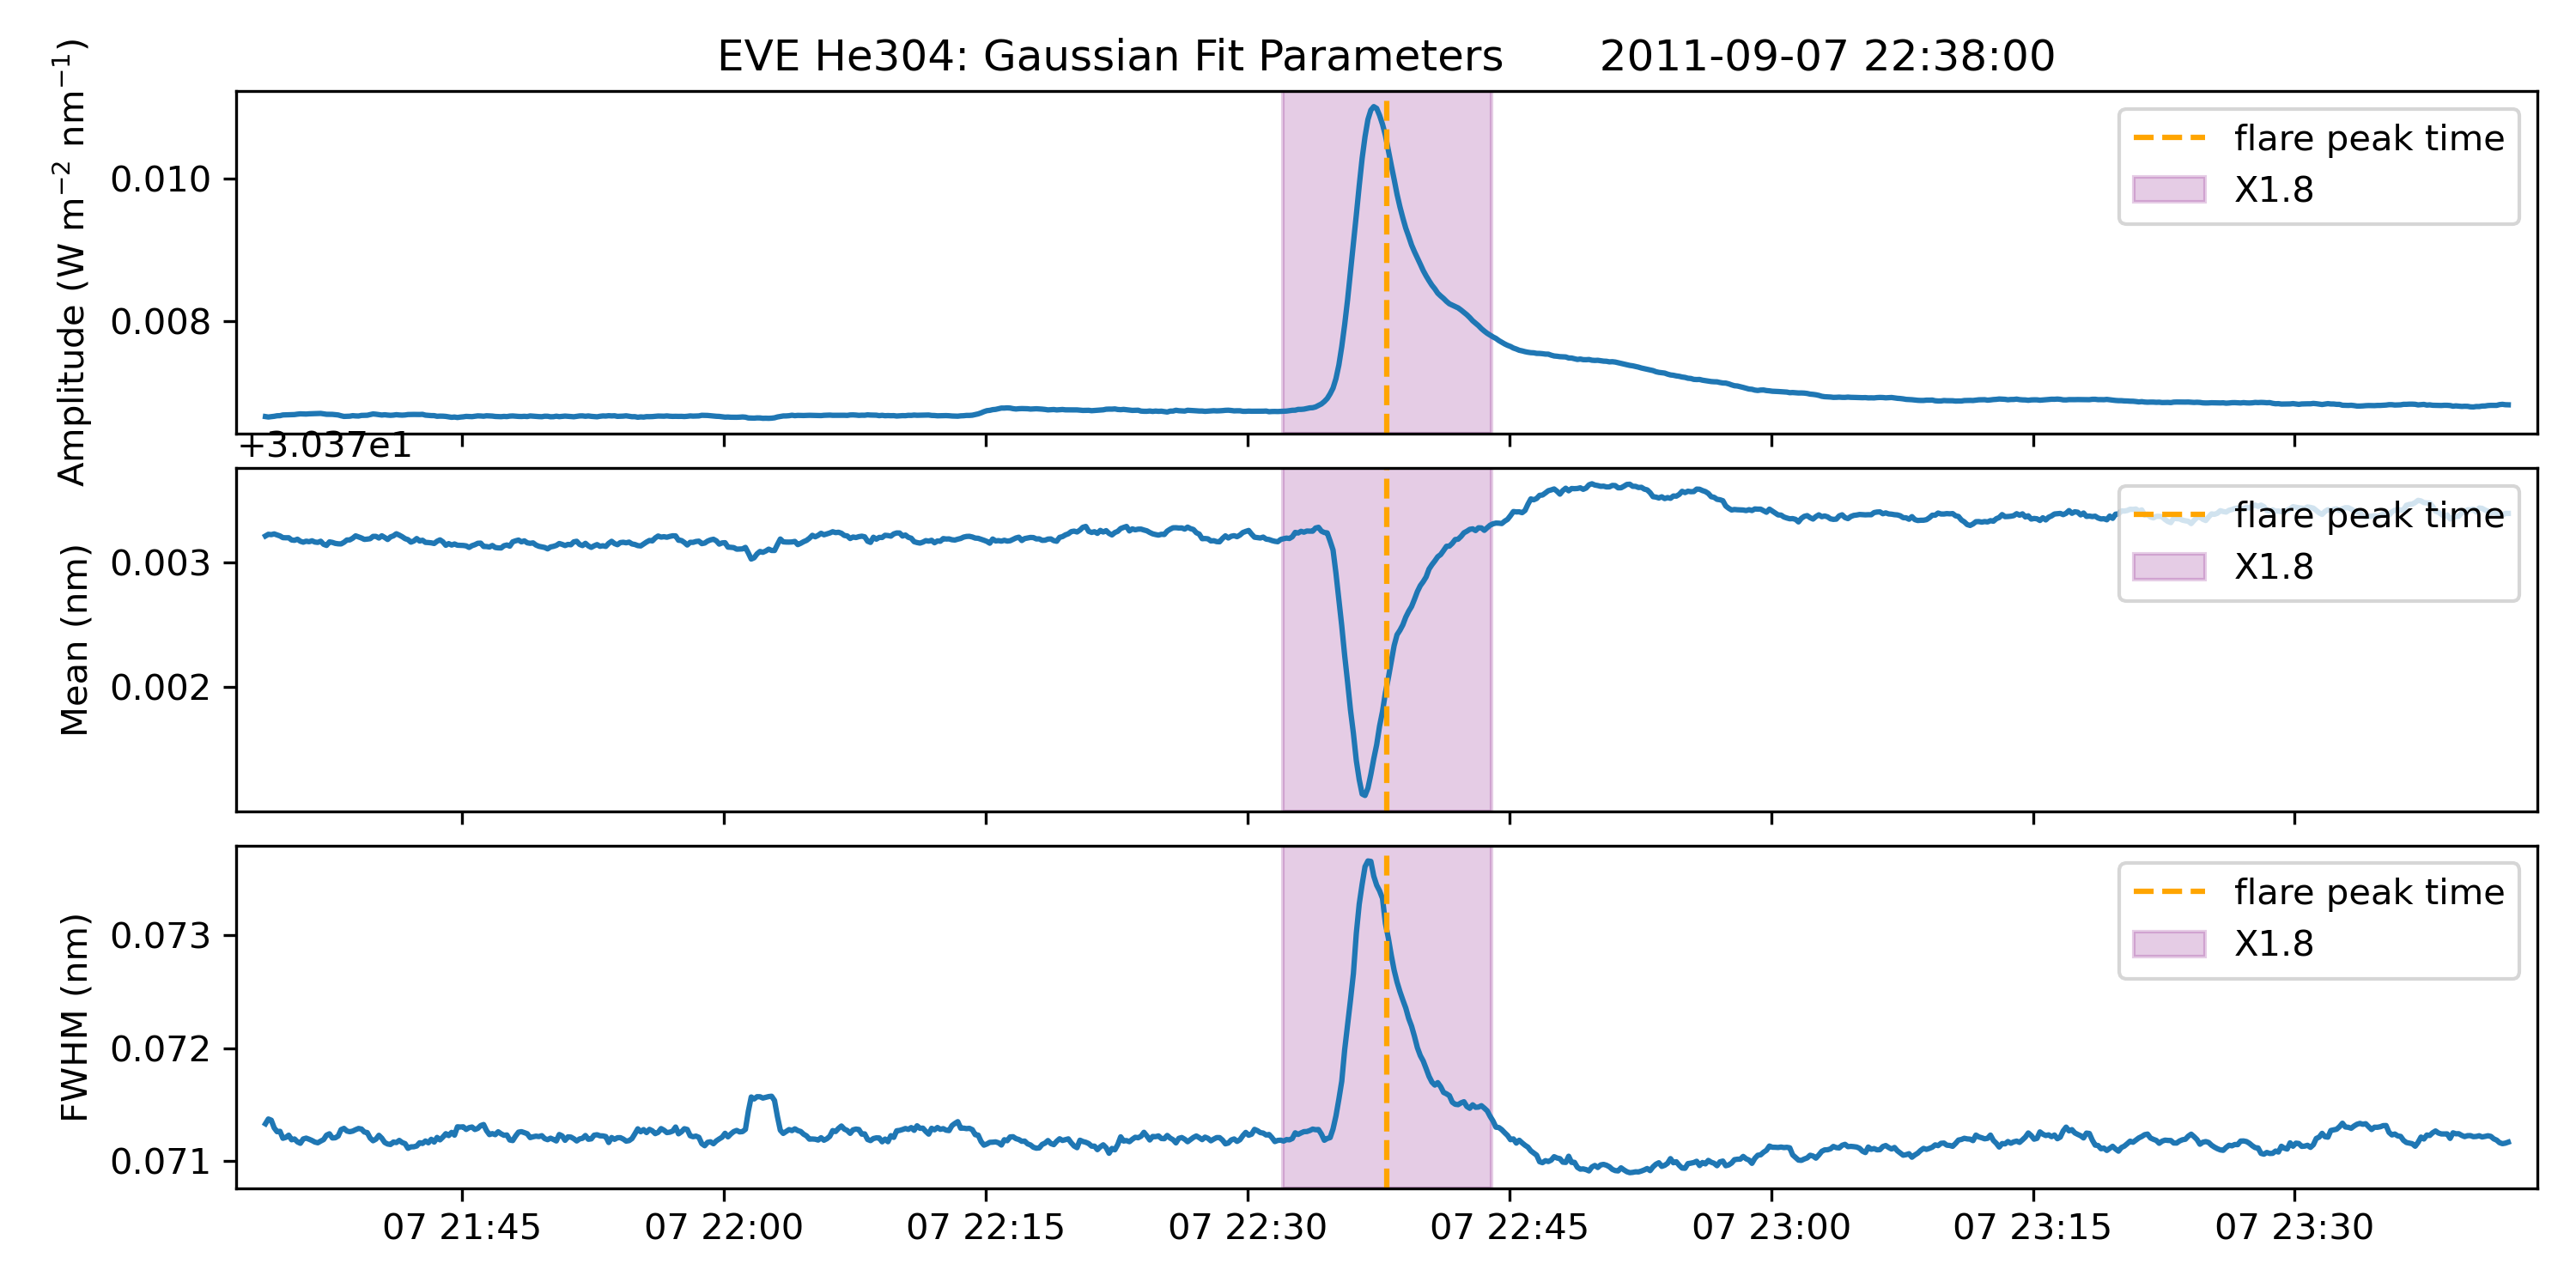 EVE He304: Gaussian Fit Parameters 2011-09-07 22:38:00
Amplitude (W m⁻² nm⁻¹)
0.010
0.008
flare peak time
X1.8
+3.037e1
Mean (nm)
0.003
0.002
flare peak time
X1.8
FWHM (nm)
0.073
0.072
0.071
flare peak time
X1.8
07 21:45 07 22:00 07 22:15 07 22:30 07 22:45 07 23:00 07 23:15 07 23:30